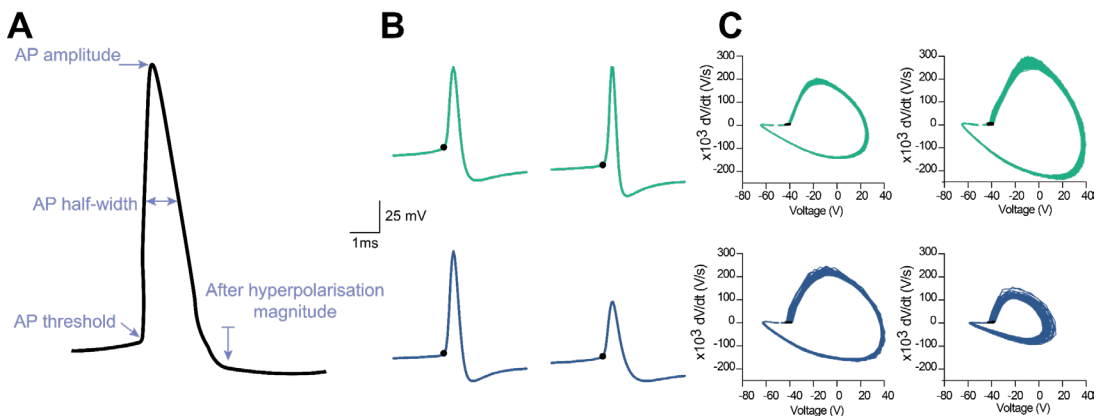 A
AP amplitude
AP half-width
AP threshold
After hyperpolarisation
magnitude
B
25 mV
1ms
C
x10³ dV/dt (V/s)
300
200
100
0
-100
-200
-80 -60 -40 -20 0 20 40
Voltage (V)
x10³ dV/dt (V/s)
300
200
100
0
-100
-200
-80 -60 -40 -20 0 20 40
Voltage (V)
x10³ dV/dt (V/s)
300
200
100
0
-100
-200
-80 -60 -40 -20 0 20 40
Voltage (V)
x10³ dV/dt (V/s)
300
200
100
0
-100
-200
-80 -60 -40 -20 0 20 40
Voltage (V)